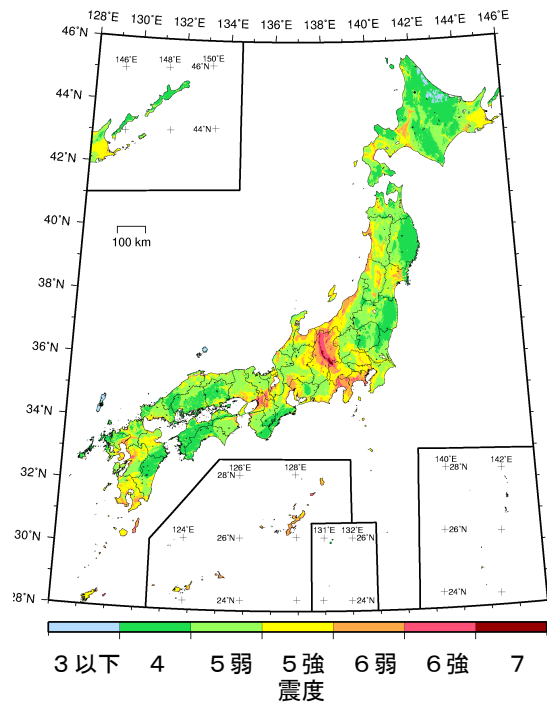 128˚E 130˚E 132˚E 134˚E 136˚E 138˚E 140˚E 142˚E 144˚E 146˚E
46˚N
146˚E 148˚E 150˚E
46˚N
44˚N
44˚N
42˚N
40˚N
100 km
38˚N
36˚N
34˚N
32˚N
126˚E 128˚E
28˚N
140˚E 142˚E
28˚N
30˚N
124˚E
26˚N
131˚E 132˚E
26˚N
26˚N
28˚N
24˚N
24˚N
24˚N
3以下 4 5弱 5強 6弱 6強 7
震度